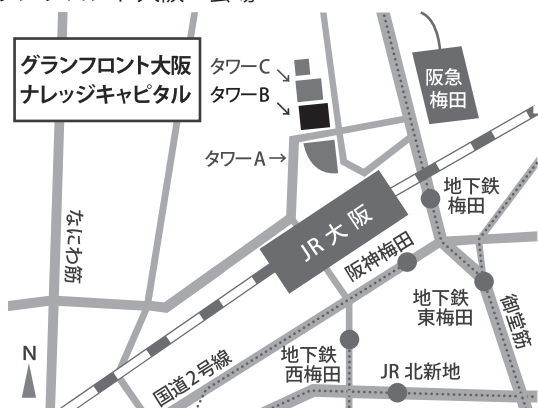 グランフロント大阪
ナレッジキャピタル
タワーC
タワーB
タワーA→
阪急
梅田
なにわ筋
JR大阪
地下鉄
梅田
阪神梅田
地下鉄
東梅田
御堂筋
N
国道2号線
地下鉄
西梅田
JR 北新地